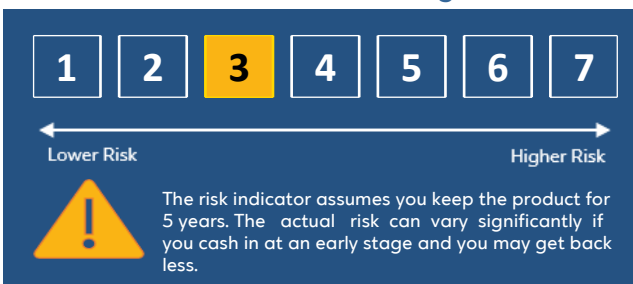 1 2 3 4 5 6 7
Lower Risk Higher Risk
The risk indicator assumes you keep the product for
5 years. The actual risk can vary significantly if
you cash in at an early stage and you may get back
less.